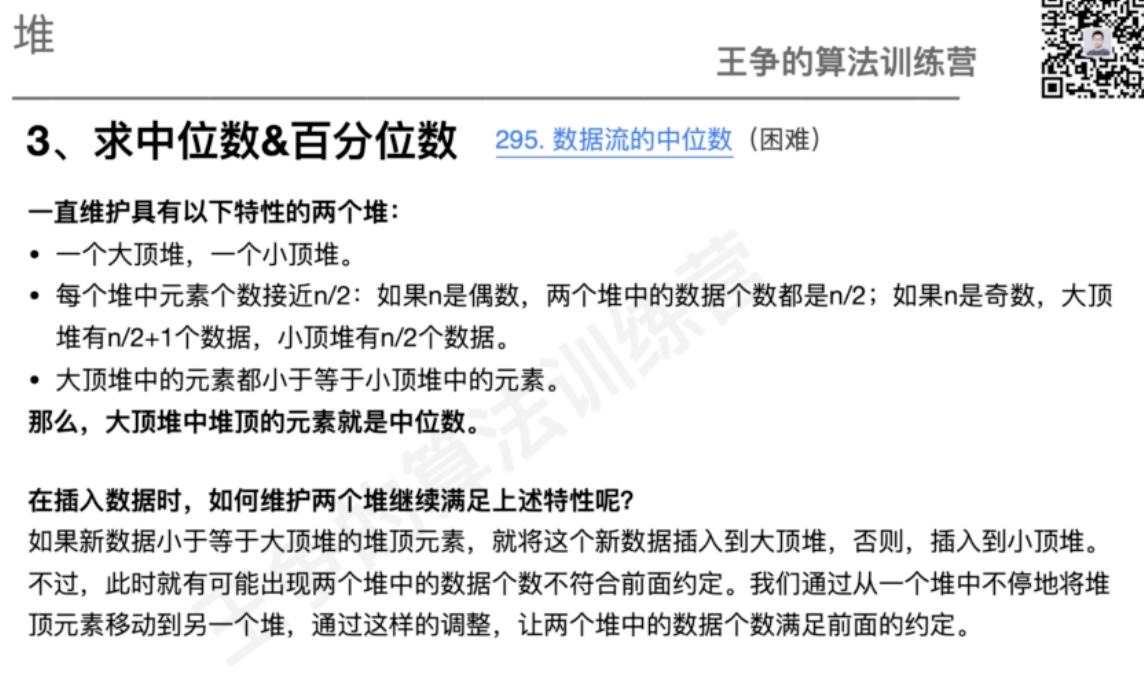 堆
王争的算法训练营
3、求中位数&百分位数 295. 数据流的中位数（困难）
一直维护具有以下特性的两个堆：
• 一个大顶堆，一个小顶堆。
• 每个堆中元素个数接近n/2：如果n是偶数，两个堆中的数据个数都是n/2；如果n是奇数，大顶
堆有n/2+1个数据，小顶堆有n/2个数据。
• 大顶堆中的元素都小于等于小顶堆中的元素。
那么，大顶堆中堆顶的元素就是中位数。
在插入数据时，如何维护两个堆继续满足上述特性呢？
如果新数据小于等于大顶堆的堆顶元素，就将这个新数据插入到大顶堆，否则，插入到小顶堆。
不过，此时就有可能出现两个堆中的数据个数不符合前面约定。我们通过从一个堆中不停地将堆
顶元素移动到另一个堆，通过这样的调整，让两个堆中的数据个数满足前面的约定。
王争的算法训练营